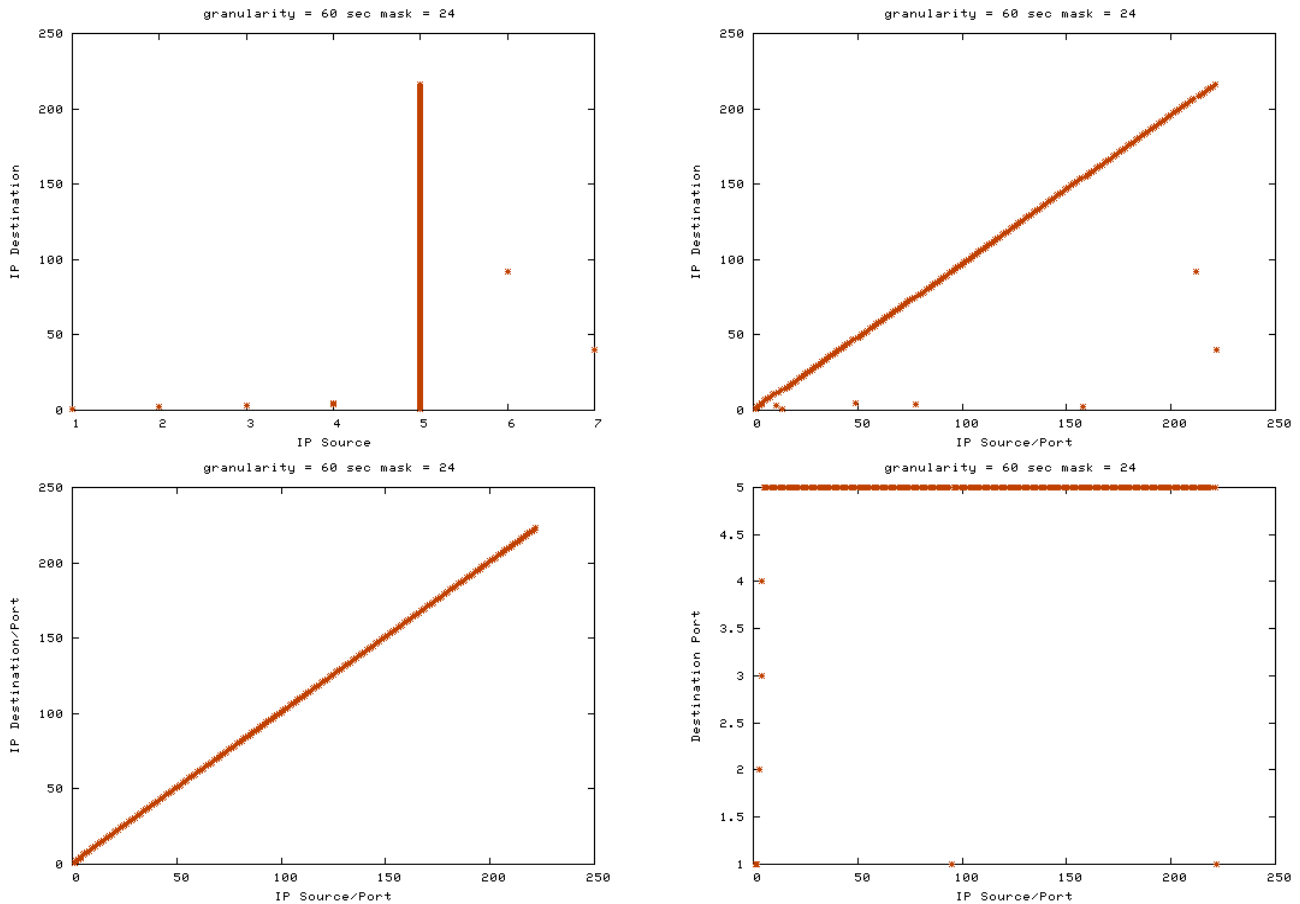 granularity = 60 sec mask = 24
250
200
150
100
50
0
IP Destination
1 2 3 4 5 6 7
IP Source
granularity = 60 sec mask = 24
250
200
150
100
50
0
IP Destination
0 50 100 150 200 250
IP Source/Port
granularity = 60 sec mask = 24
250
200
150
100
50
0
IP Destination/Port
0 50 100 150 200 250
IP Source/Port
granularity = 60 sec mask = 24
5
4.5
4
3.5
3
2.5
2
1.5
1
Destination Port
0 50 100 150 200 250
IP Source/Port